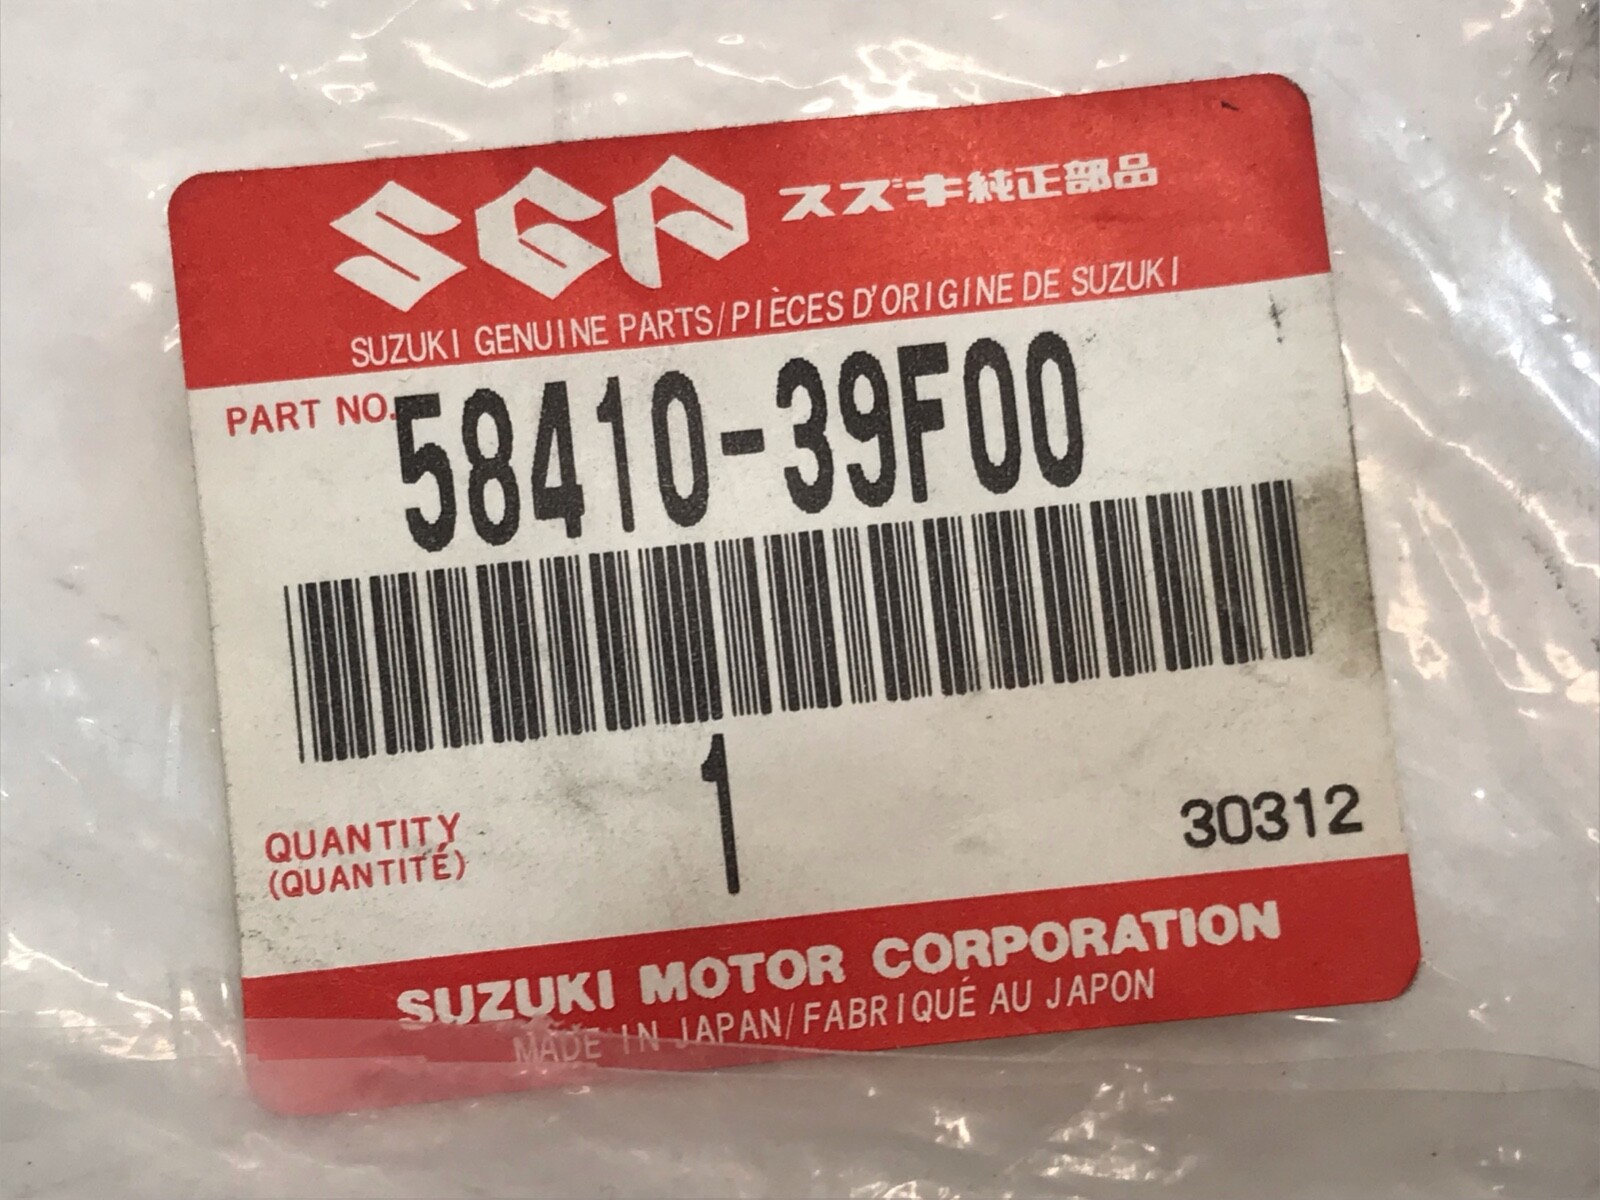 SGP スズキ純正部品
SUZUKI GENUINE PARTS/PIÈCES D'ORIGINE DE SUZUKI
PART NO. 58410-39F00
1
QUANTITY
(QUANTITÉ)
30312
SUZUKI MOTOR CORPORATION
MADE IN JAPAN/FABRIQUÉ AU JAPON